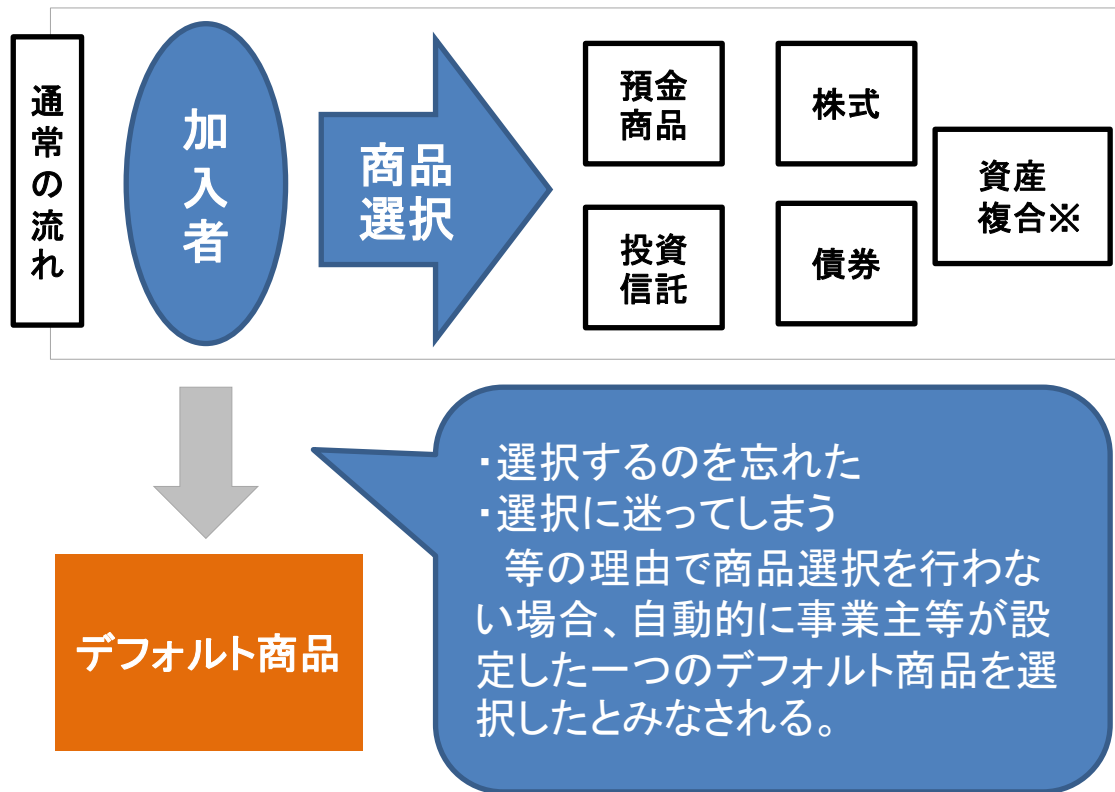 通常の流れ
加入者
商品
選択
預金
商品
株式
投資
信託
債券
資産
複合※
・選択するのを忘れた
・選択に迷ってしまう
等の理由で商品選択を行わな
い場合、自動的に事業主等が設
定した一つのデフォルト商品を選
択したとみなされる。
デフォルト商品